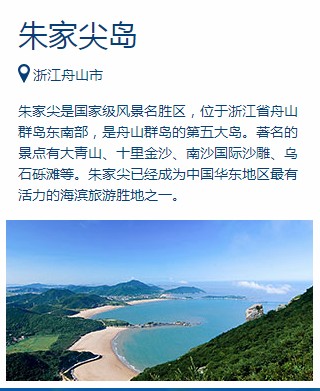 朱家尖岛
浙江舟山市
朱家尖是国家级风景名胜区，位于浙江省舟山
群岛东南部，是舟山群岛的第五大岛。著名的
景点有大青山、十里金沙、南沙国际沙雕、乌
石砾滩等。朱家尖已经成为中国华东地区最有
活力的海滨旅游胜地之一。